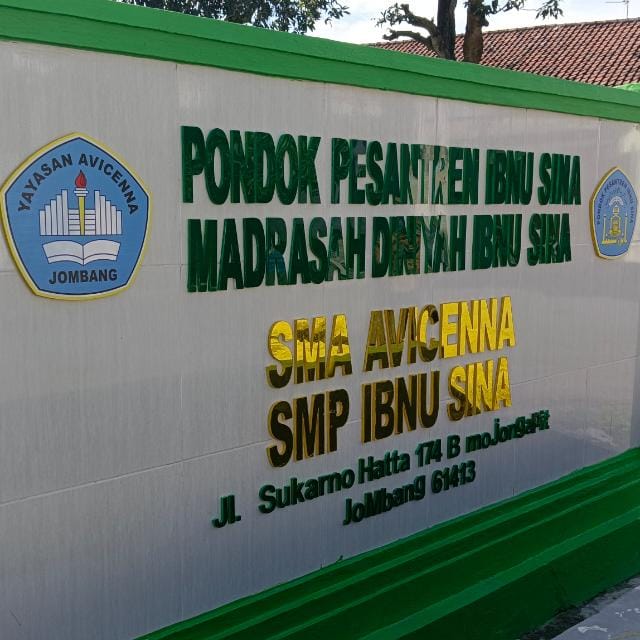 YAYASAN AVICENNA
JOMBANG
PONDOK PESANTREN IBNU SINA
MADRASAH DINIYAH IBNU SINA
SMA AVICENNA
SMP IBNU SINA
JL. Sukarno Hatta 174 B moJongaPit
JoMbang 61413